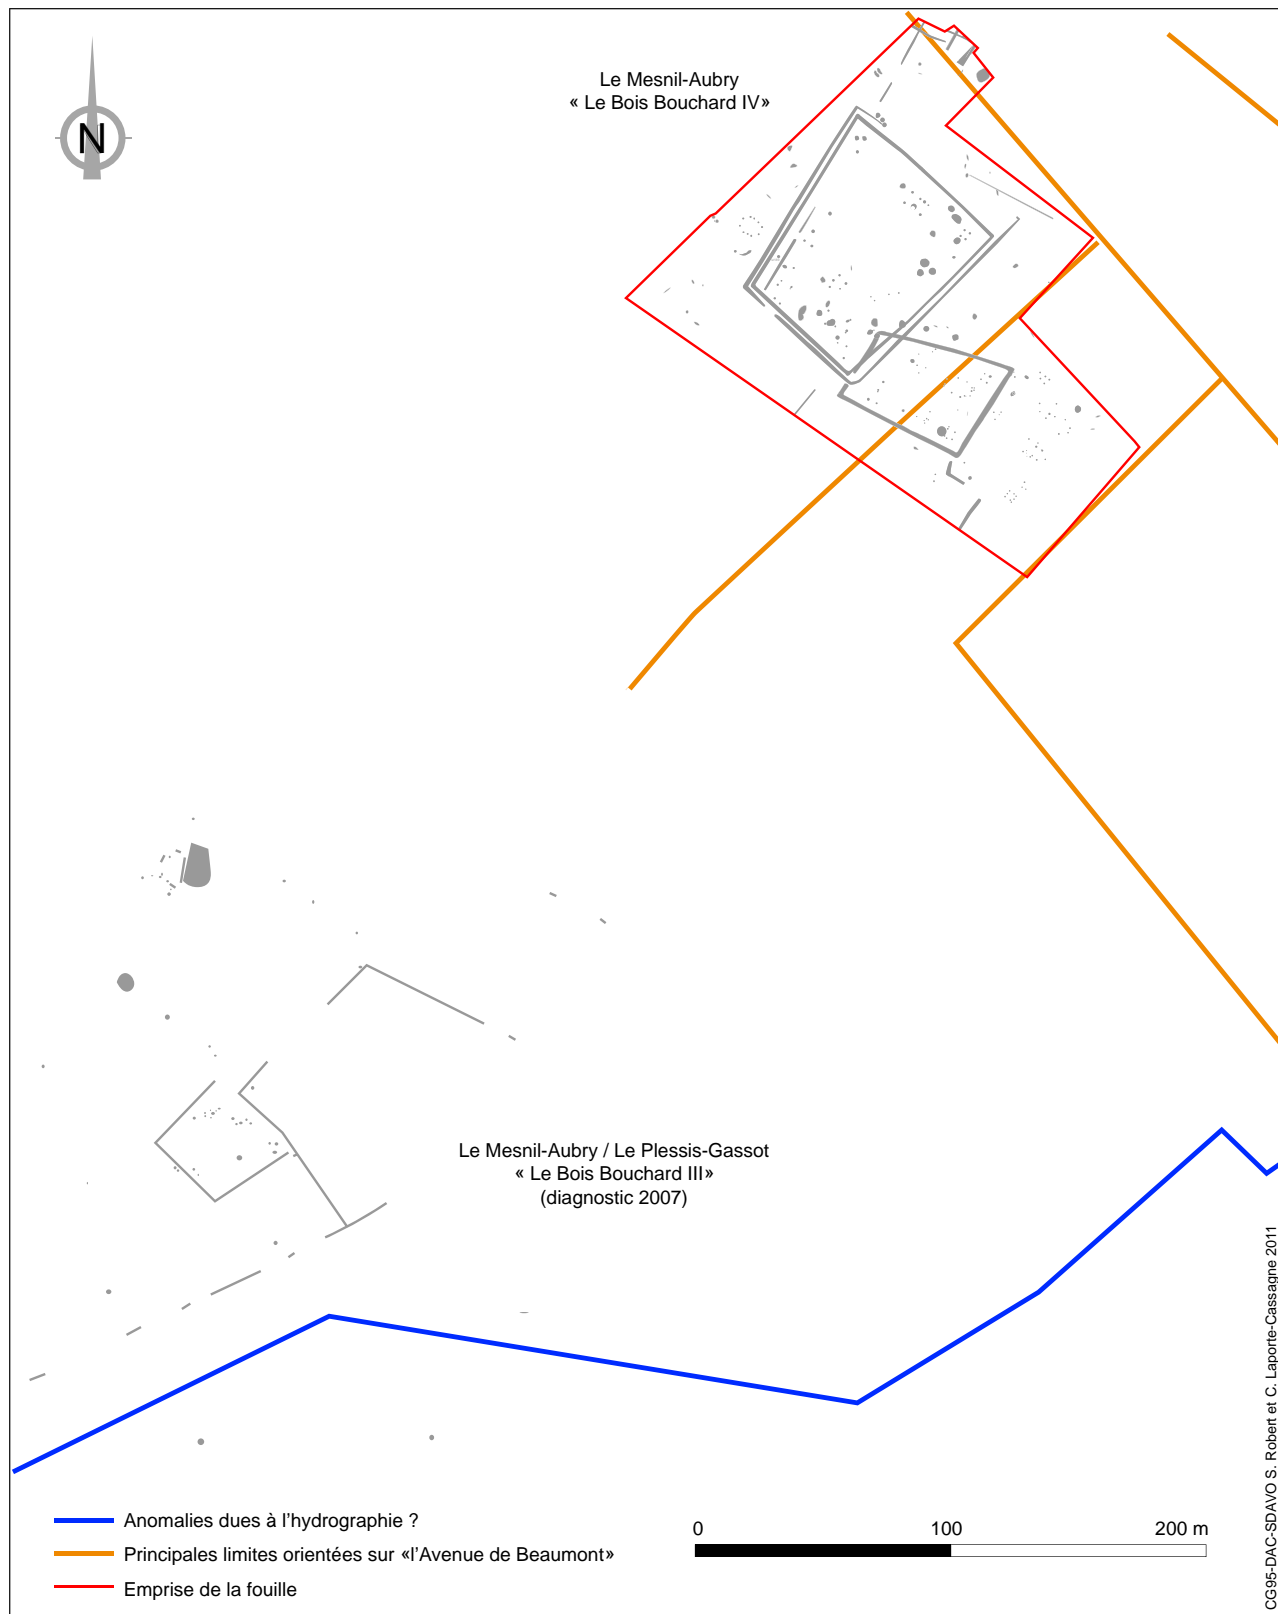 Le Mesnil-Aubry
« Le Bois Bouchard IV»
N
Le Mesnil-Aubry / Le Plessis-Gassot
« Le Bois Bouchard III»
(diagnostic 2007)
Anomalies dues à l'hydrographie ?
Principales limites orientées sur «l'Avenue de Beaumont»
Emprise de la fouille
0 100 200 m
CG95-DAC-SDAVO S. Robert et C. Laporte-Cassagne 2011